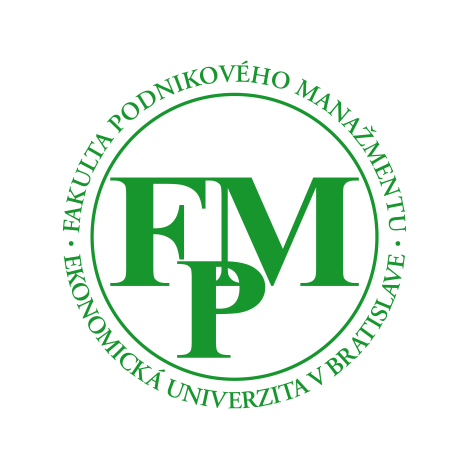 FAKULTA PODNIKOVÉHO MANAŽMENTU
FPM
· EKONOMICKÁ UNIVERZITA V BRATISLAVE ·